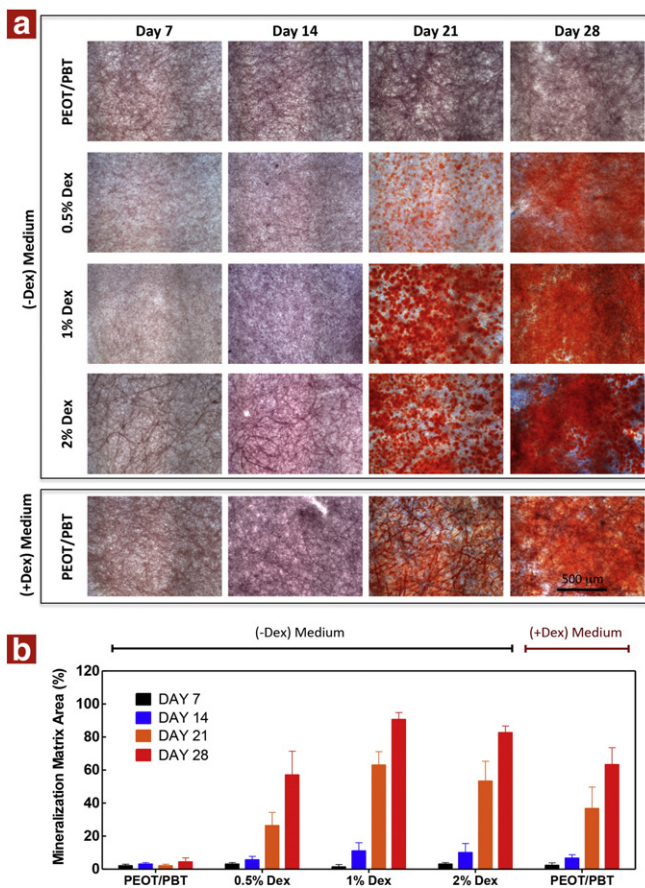 a
Day 7 Day 14 Day 21 Day 28
(-Dex) Medium
PEOT/PBT
0.5% Dex
1% Dex
2% Dex
(+Dex) Medium
PEOT/PBT
500 µm
b
(-Dex) Medium (+Dex) Medium
Mineralization Matrix Area (%)
120
100
80
60
40
20
0
DAY 7
DAY 14
DAY 21
DAY 28
PEOT/PBT 0.5% Dex 1% Dex 2% Dex PEOT/PBT